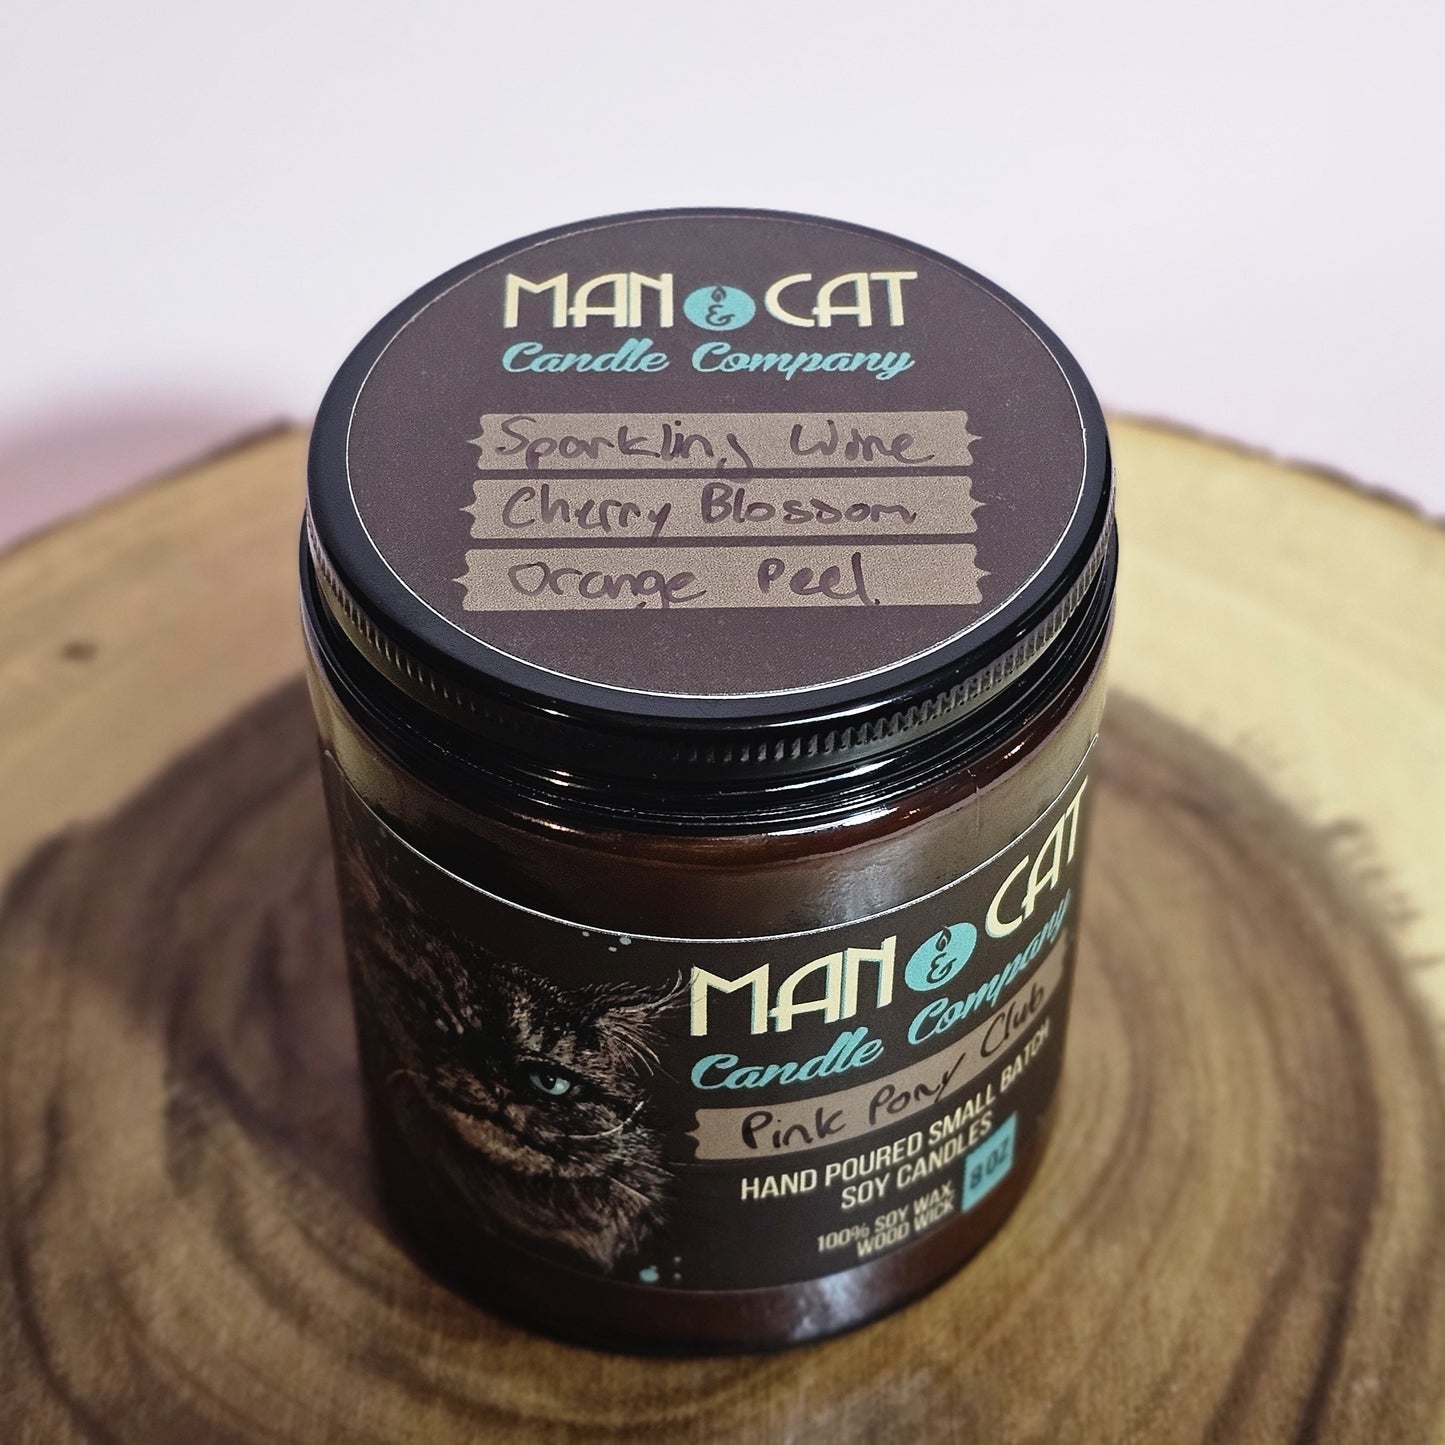 MAN & CAT
Candle Company
Sparkling Wine
Cherry Blossom
Orange Peel
MAN & CAT
Candle Company
Pink Pony Club
HAND POURED SMALL BATCH
SOY CANDLES
8 OZ
100% SOY WAX
WOOD WICK